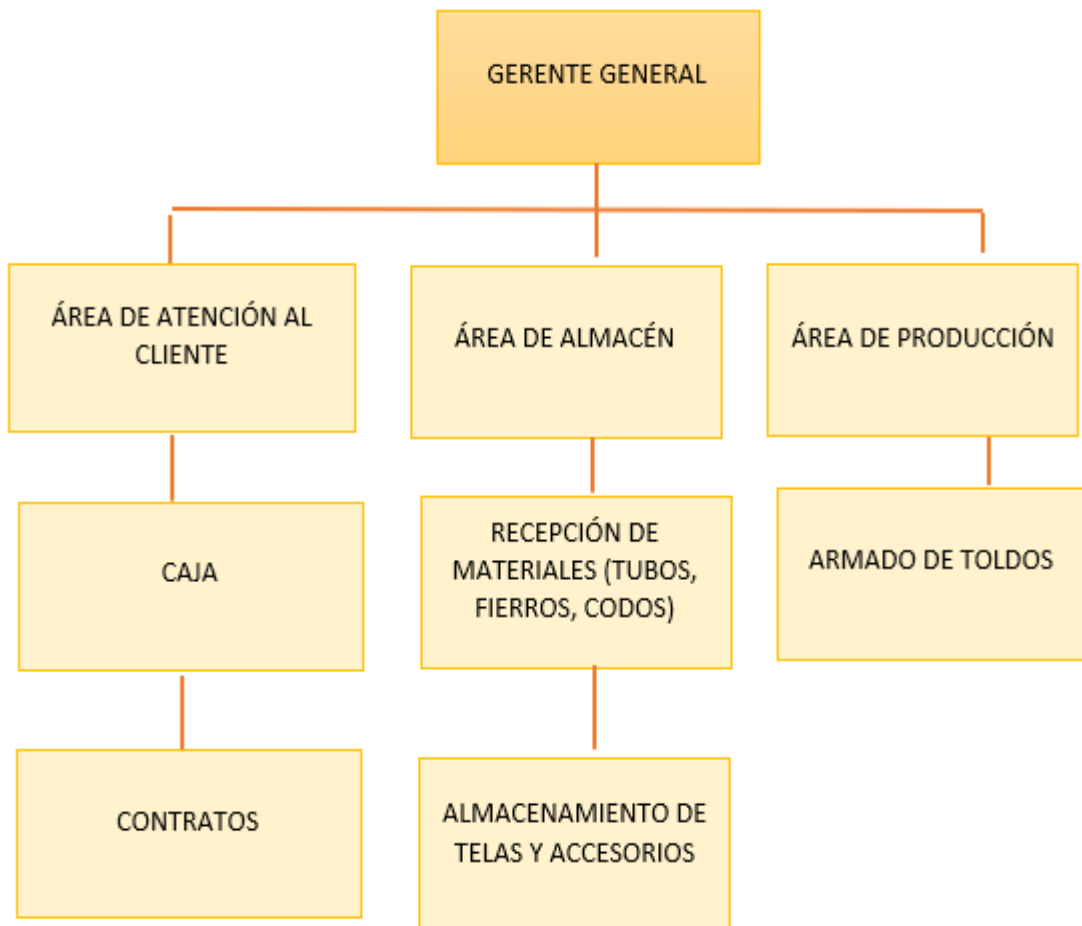 GERENTE GENERAL
ÁREA DE ATENCIÓN AL
CLIENTE
ÁREA DE ALMACÉN
ÁREA DE PRODUCCIÓN
CAJA
RECEPCIÓN DE
MATERIALES (TUBOS,
FIERROS, CODOS)
ARMADO DE TOLDOS
CONTRATOS
ALMACENAMIENTO DE
TELAS Y ACCESORIOS